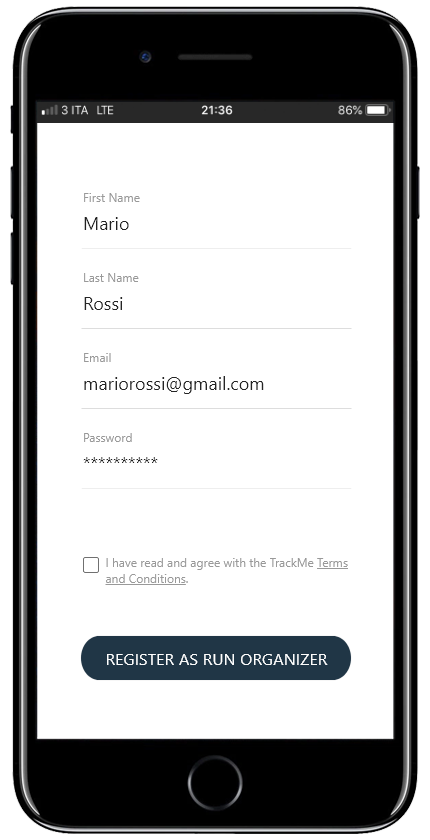 3 ITA LTE 21:36 86%
First Name
Mario
Last Name
Rossi
Email
mariorossi@gmail.com
Password
**********
I have read and agree with the TrackMe Terms
and Conditions.
REGISTER AS RUN ORGANIZER